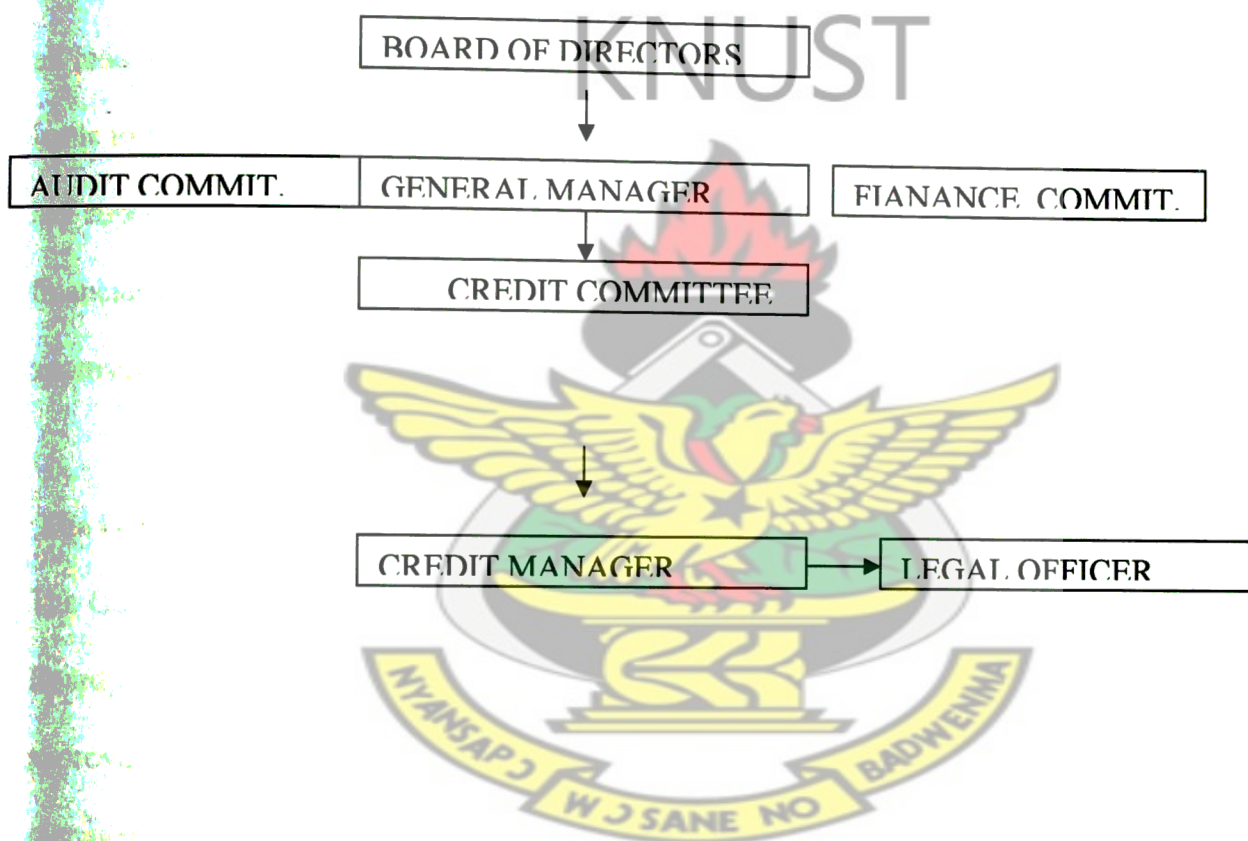 KNUST
BOARD OF DIRECTORS
AUDIT COMMIT. GENERAL MANAGER FIANANCE COMMIT.
CREDIT COMMITTEE
CREDIT MANAGER LEGAL OFFICER
NYANSAPƆ WƆSANE NO BADWENMA